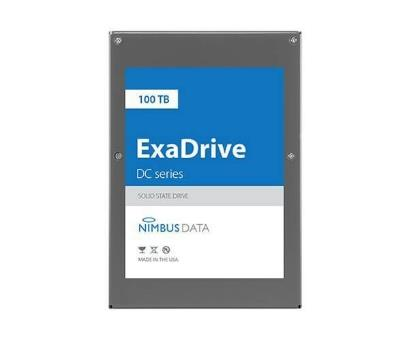 100 TB
ExaDrive
DC series
SOLID STATE DRIVE
NIMBUS DATA
MADE IN THE USA